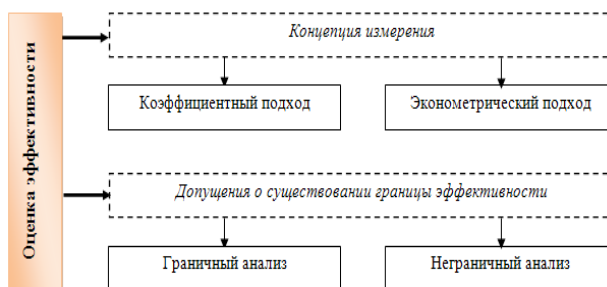 Оценка эффективности
Концепция измерения
Коэффициентный подход
Эконометрический подход
Допущения о существовании границы эффективности
Граничный анализ
Неграничный анализ